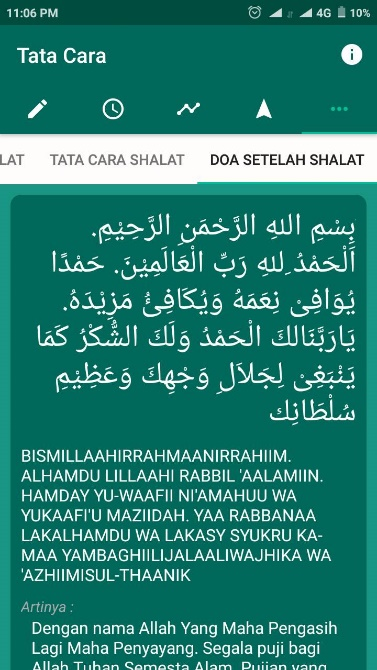 11:06 PM 4G 10%
Tata Cara
LAT TATA CARA SHALAT DOA SETELAH SHALAT
بِسْمِ اللهِ الرَّحْمَنِ الرَّحِيْمِ.
اَلْحَمْدُ ِللهِ رَبِّ الْعَالَمِيْنَ. حَمْدًا
يُوَافِىْ نِعَمَهُ وَيُكَافِئُ مَزِيْدَهُ.
يَارَبَّنَالَكَ الْحَمْدُ وَلَكَ الشُّكْرُ كَمَا
يَنْبَغِىْ لِجَلاَلِ وَجْهِكَ وَعَظِيْمِ
سُلْطَانِك
BISMILLAAHIRRAHMAANIRRAHIIM.
ALHAMDU LILLAAHI RABBIL 'AALAMIIN.
HAMDAY YU-WAAFII NI'AMAHUU WA
YUKAAFI'U MAZIIDAH. YAA RABBANAA
LAKALHAMDU WA LAKASY SYUKRU KA-
MAA YAMBAGHIILIJALAALIWAJHIKA WA
'AZHIIMISUL-THAANIK
Artinya :
Dengan nama Allah Yang Maha Pengasih
Lagi Maha Penyayang. Segala puji bagi
Allah Tuhan Semesta Alam. Pujian yang